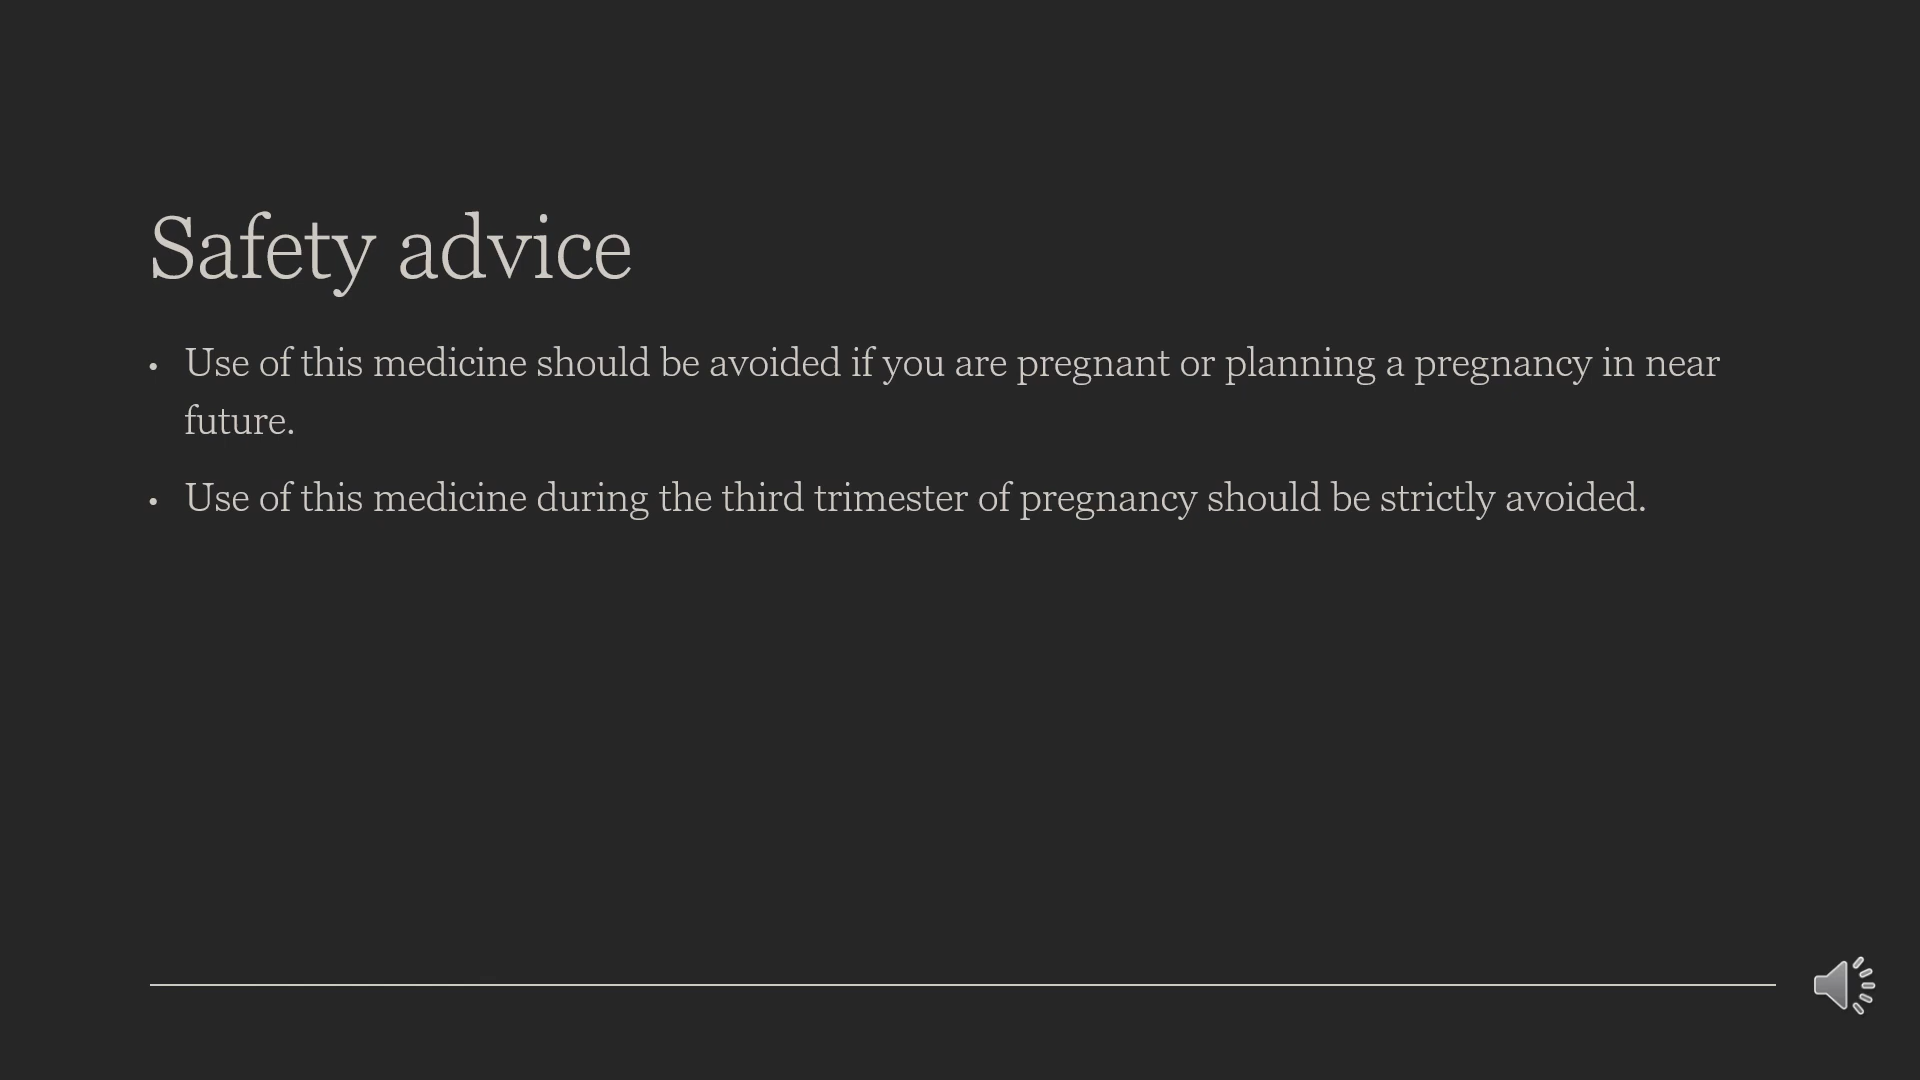 Safety advice
• Use of this medicine should be avoided if you are pregnant or planning a pregnancy in near
future.
• Use of this medicine during the third trimester of pregnancy should be strictly avoided.